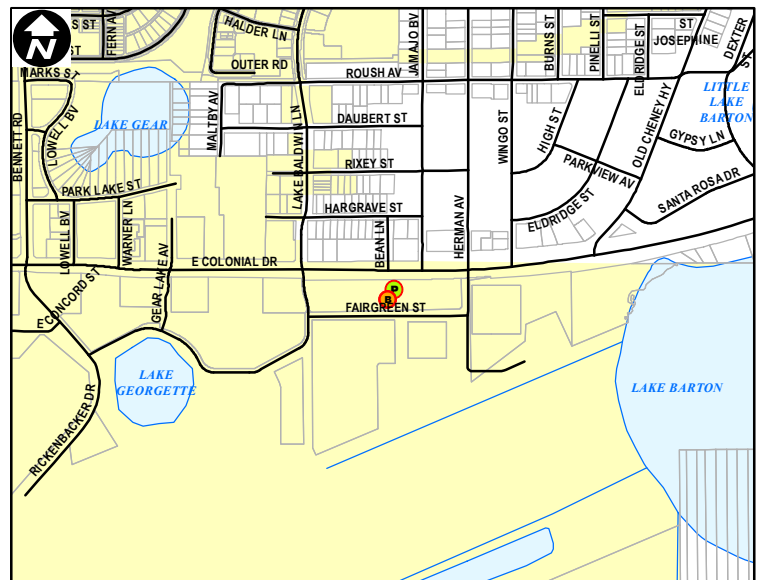 N
S ST
ST
FERN AV
HALDER LN
OUTER RD
MARKS ST
ROUSH AV
JAMAJO BV
BURNS ST
PINELLI ST
ELDRIDGE ST
ST
JOSEPHINE
DEXTER
ST
BENNETT RD
LOWELL BV
LAKE GEAR
MALTBY AV
LAKE BALDWIN LN
DAUBERT ST
WINGO ST
HIGH ST
OLD CHENEY HY
LITTLE
LAKE
BARTON
GYPSY LN
RIXEY ST
PARKVIEW AV
PARK LAKE ST
SANTA ROSA DR
LOWELL BV
WARNER LN
GEAR LAKE AV
HARGRAVE ST
BEAN LN
HERMAN AV
ELDRIDGE ST
E COLONIAL DR
E CONCORD ST
P
B
FAIRGREEN ST
LAKE
GEORGETTE
LAKE BARTON
RICKENBACKER DR